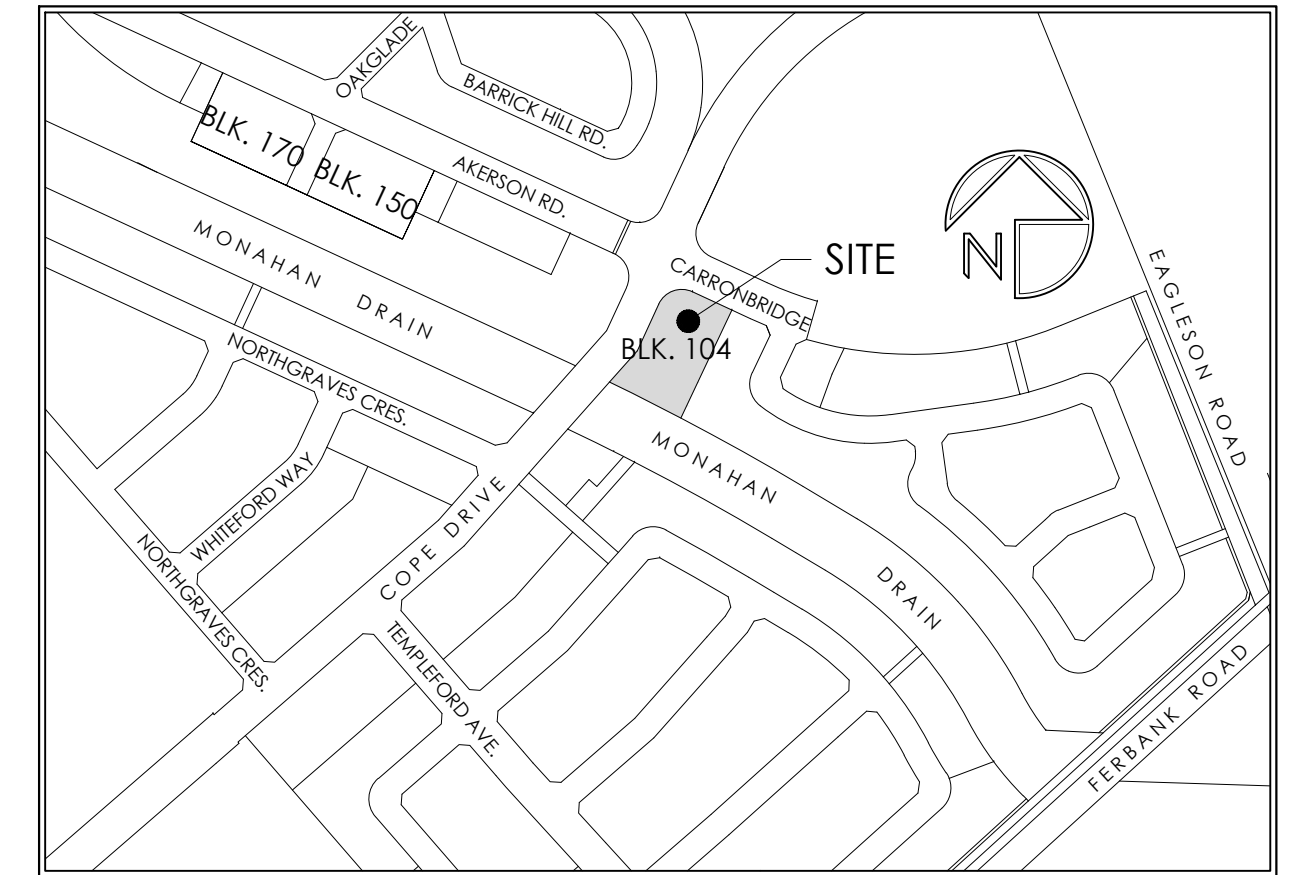 OAKGLADE
BARRICK HILL RD.
BLK. 170
BLK. 150
AKERSON RD.
MONAHAN DRAIN
SITE
N
CARRONBRIDGE
EAGLESON ROAD
BLK. 104
NORTHGRAVES CRES.
MONAHAN
DRAIN
WHITEFORD WAY
COPE DRIVE
NORTHGRAVES CRES.
TEMPLEFORD AVE.
FERBANK ROAD